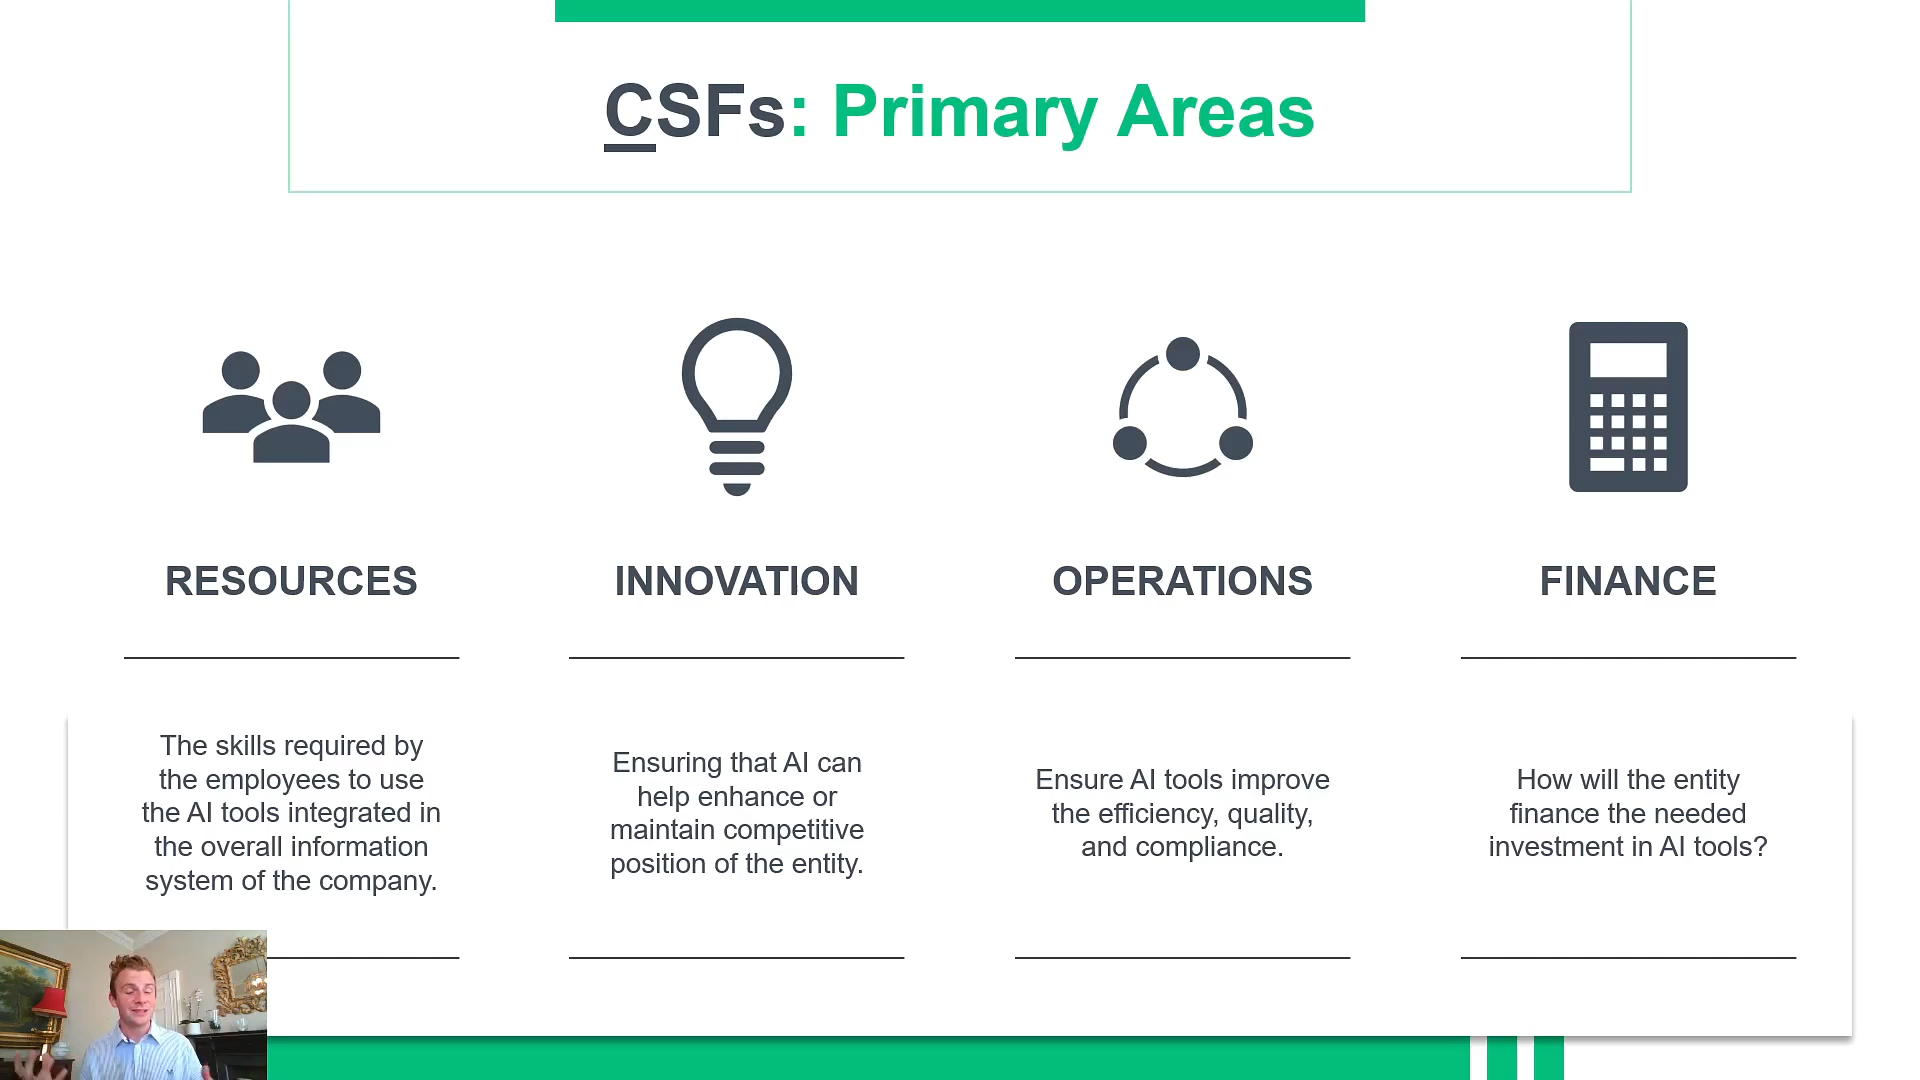 CSFs: Primary Areas
RESOURCES
INNOVATION
OPERATIONS
FINANCE
The skills required by
the employees to use
the AI tools integrated in
the overall information
system of the company.
Ensuring that AI can
help enhance or
maintain competitive
position of the entity.
Ensure AI tools improve
the efficiency, quality,
and compliance.
How will the entity
finance the needed
investment in AI tools?